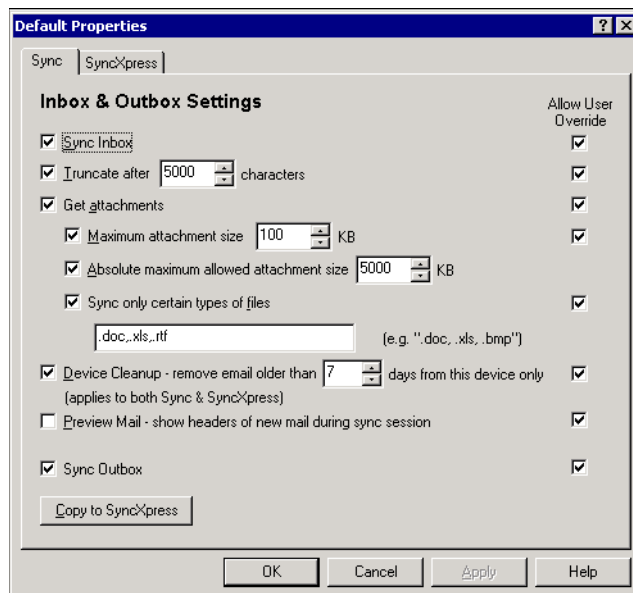 Default Properties
Sync SyncXpress
Inbox & Outbox Settings
Allow User
Override
Sync Inbox
Truncate after 5000 characters
Get attachments
Maximum attachment size 100 KB
Absolute maximum allowed attachment size 5000 KB
Sync only certain types of files
.doc,.xls,.rtf (e.g. ".doc, .xls, .bmp")
Device Cleanup - remove email older than 7 days from this device only
(applies to both Sync & SyncXpress)
Preview Mail - show headers of new mail during sync session
Sync Outbox
Copy to SyncXpress
OK Cancel Apply Help